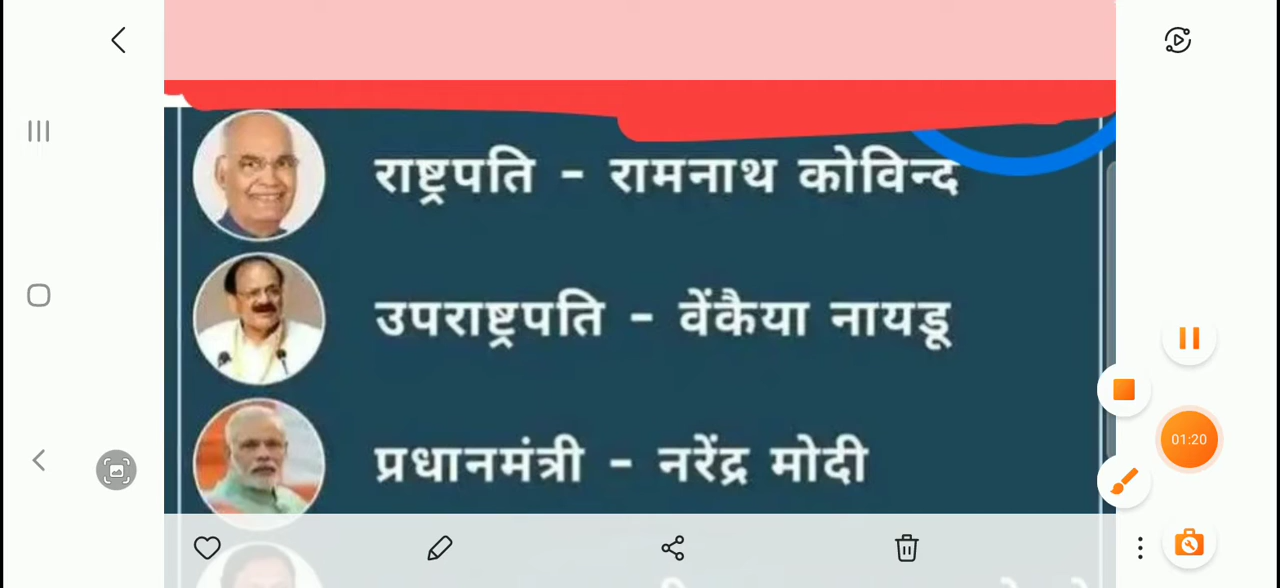 राष्ट्रपति - रामनाथ कोविन्द
उपराष्ट्रपति - वेंकैया नायडू
प्रधानमंत्री - नरेंद्र मोदी
01:20